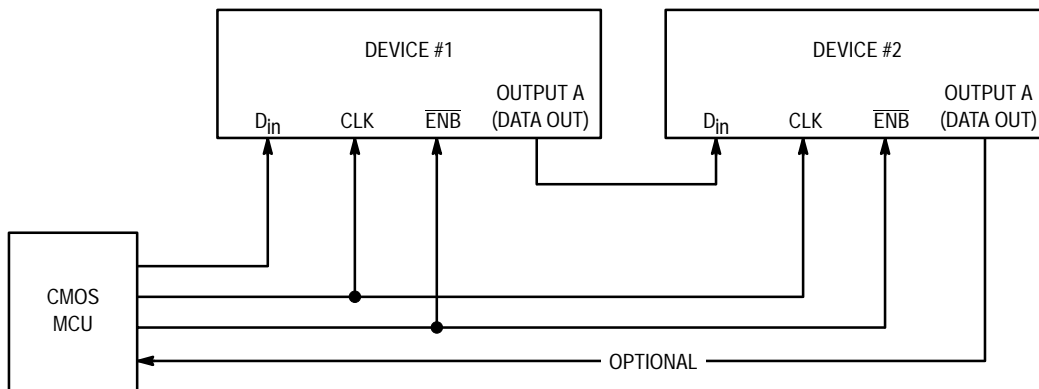 DEVICE #1
OUTPUT A
(DATA OUT)
Din
CLK
ENB
DEVICE #2
OUTPUT A
(DATA OUT)
Din
CLK
ENB
CMOS
MCU
OPTIONAL